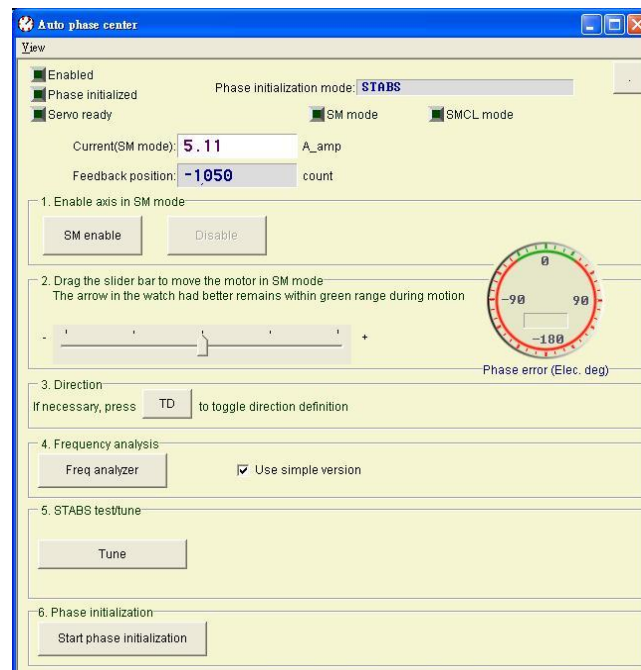 Auto phase center
View
Enabled
Phase initialized
Servo ready
Phase initialization mode: STABS
.
SM mode
SMCL mode
Current(SM mode): 5.11 A_amp
Feedback position: -1050 count
1. Enable axis in SM mode
SM enable
Disable
2. Drag the slider bar to move the motor in SM mode
The arrow in the watch had better remains within green range during motion
- +
0
-90 90
-180
Phase error (Elec. deg)
3. Direction
If necessary, press TD to toggle direction definition
4. Frequency analysis
Freq analyzer
Use simple version
5. STABS test/tune
Tune
6. Phase initialization
Start phase initialization